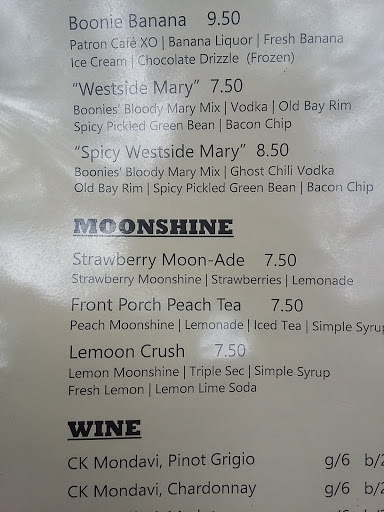 Boonie Banana 9.50
Patron Café XO | Banana Liquor | Fresh Banana
Ice Cream | Chocolate Drizzle (Frozen)
“Westside Mary” 7.50
Boonies' Bloody Mary Mix | Vodka | Old Bay Rim
Spicy Pickled Green Bean | Bacon Chip
“Spicy Westside Mary” 8.50
Boonies' Bloody Mary Mix | Ghost Chili Vodka
Old Bay Rim | Spicy Pickled Green Bean | Bacon Chip
MOONSHINE
Strawberry Moon-Ade 7.50
Strawberry Moonshine | Strawberries | Lemonade
Front Porch Peach Tea 7.50
Peach Moonshine | Lemonade | Iced Tea | Simple Syru
Lemoon Crush 7.50
Lemon Moonshine | Triple Sec | Simple Syrup
Fresh Lemon | Lemon Lime Soda
WINE
CK Mondavi, Pinot Grigio g/6 b/2
CK Mondavi, Chardonnay g/6 b/2